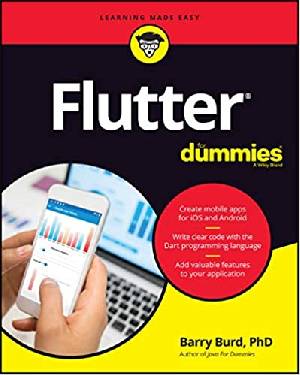 LEARNING MADE EASY
Flutter®
for
dummies®
A Wiley Brand
Create mobile apps
for iOS and Android
Write clear code with the
Dart programming language
Add valuable features to
your application
Barry Burd, PhD
Author of Java For Dummies